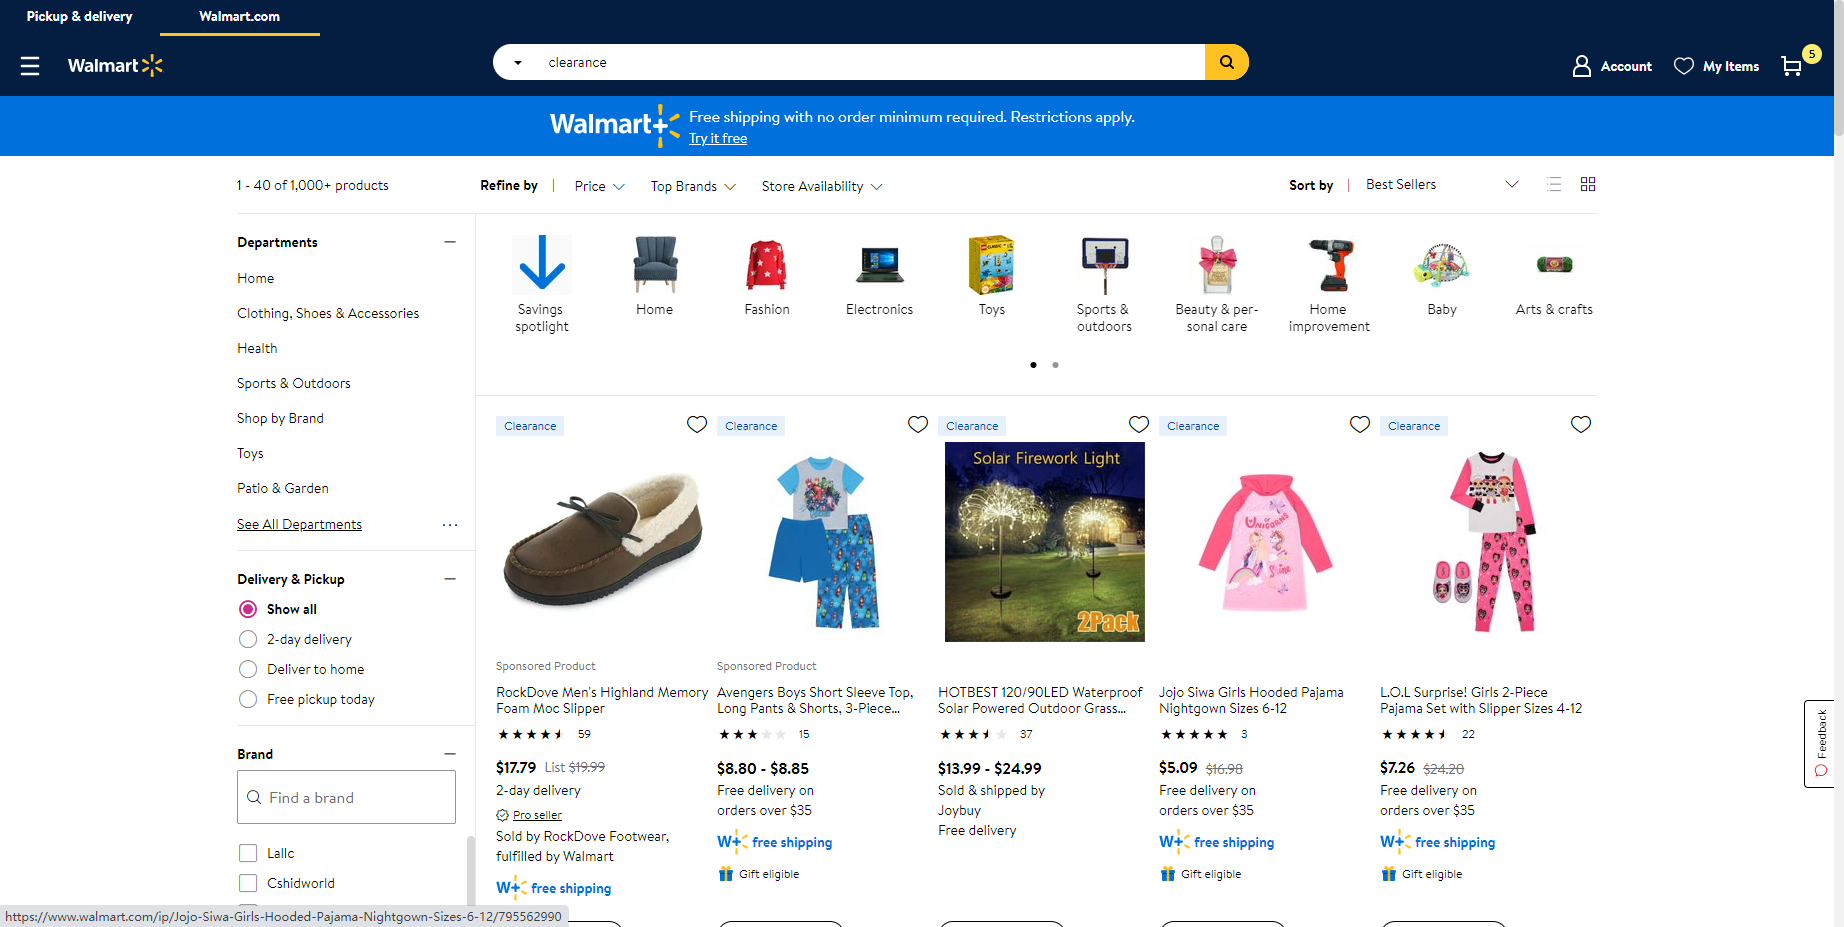 Pickup & delivery
Walmart.com
Walmart
clearance
Account
My Items
5
Walmart+
Free shipping with no order minimum required. Restrictions apply.
Try it free
1 - 40 of 1,000+ products
Refine by
Price
Top Brands
Store Availability
Sort by
Best Sellers
Departments
Home
Clothing, Shoes & Accessories
Health
Sports & Outdoors
Shop by Brand
Toys
Patio & Garden
See All Departments
Delivery & Pickup
Show all
2-day delivery
Deliver to home
Free pickup today
Brand
Find a brand
Lallc
Cshidworld
Savings
spotlight
Home
Fashion
Electronics
Toys
Sports &
outdoors
Beauty & per-
sonal care
Home
improvement
Baby
Arts & crafts
Clearance
Sponsored Product
RockDove Men's Highland Memory
Foam Moc Slipper
59
$17.79 List $19.99
2-day delivery
Pro seller
Sold by RockDove Footwear,
fulfilled by Walmart
W+ free shipping
Clearance
Sponsored Product
Avengers Boys Short Sleeve Top,
Long Pants & Shorts, 3-Piece...
15
$8.80 - $8.85
Free delivery on
orders over $35
W+ free shipping
Gift eligible
Clearance
Solar Firework Light
2Pack
HOTBEST 120/90LED Waterproof
Solar Powered Outdoor Grass...
37
$13.99 - $24.99
Sold & shipped by
Joybuy
Free delivery
Clearance
UNICORNS
Shine
Jojo Siwa Girls Hooded Pajama
Nightgown Sizes 6-12
3
$5.09 $16.98
Free delivery on
orders over $35
W+ free shipping
Gift eligible
Clearance
L.O.L Surprise! Girls 2-Piece
Pajama Set with Slipper Sizes 4-12
22
$7.26 $24.20
Free delivery on
orders over $35
W+ free shipping
Gift eligible
Feedback
https://www.walmart.com/ip/Jojo-Siwa-Girls-Hooded-Pajama-Nightgown-Sizes-6-12/795562990